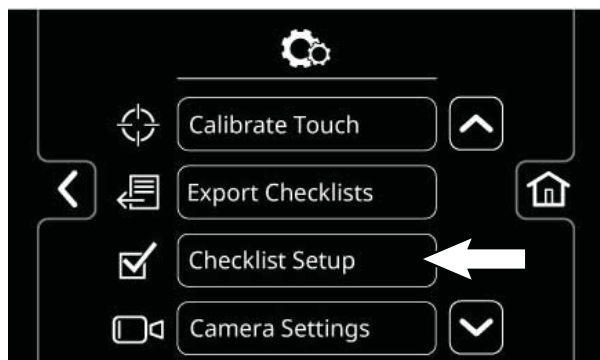 Calibrate Touch
Export Checklists
Checklist Setup
Camera Settings